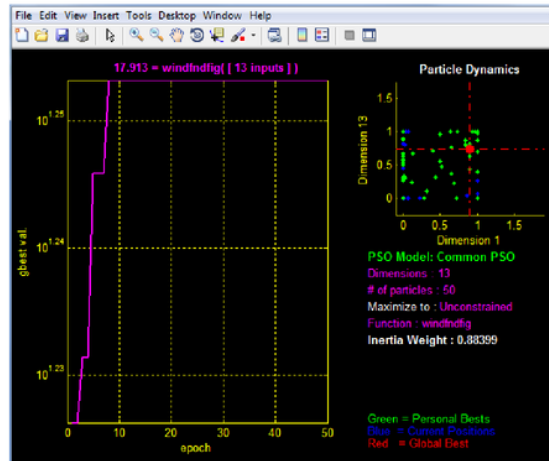 File Edit View Insert Tools Desktop Window Help
17.913 = windfndfig( [ 13 inputs ] )
gbest val.
10^1.25
10^1.24
10^1.23
0 10 20 30 40 50
epoch
Particle Dynamics
Dimension 13
1.5
1
0.5
0
0 0.5 1 1.5
Dimension 1
PSO Model: Common PSO
Dimensions : 13
# of particles : 50
Maximize to : Unconstrained
Function : windfndfig
Inertia Weight : 0.88399
Green = Personal Bests
Blue = Current Positions
Red = Global Best